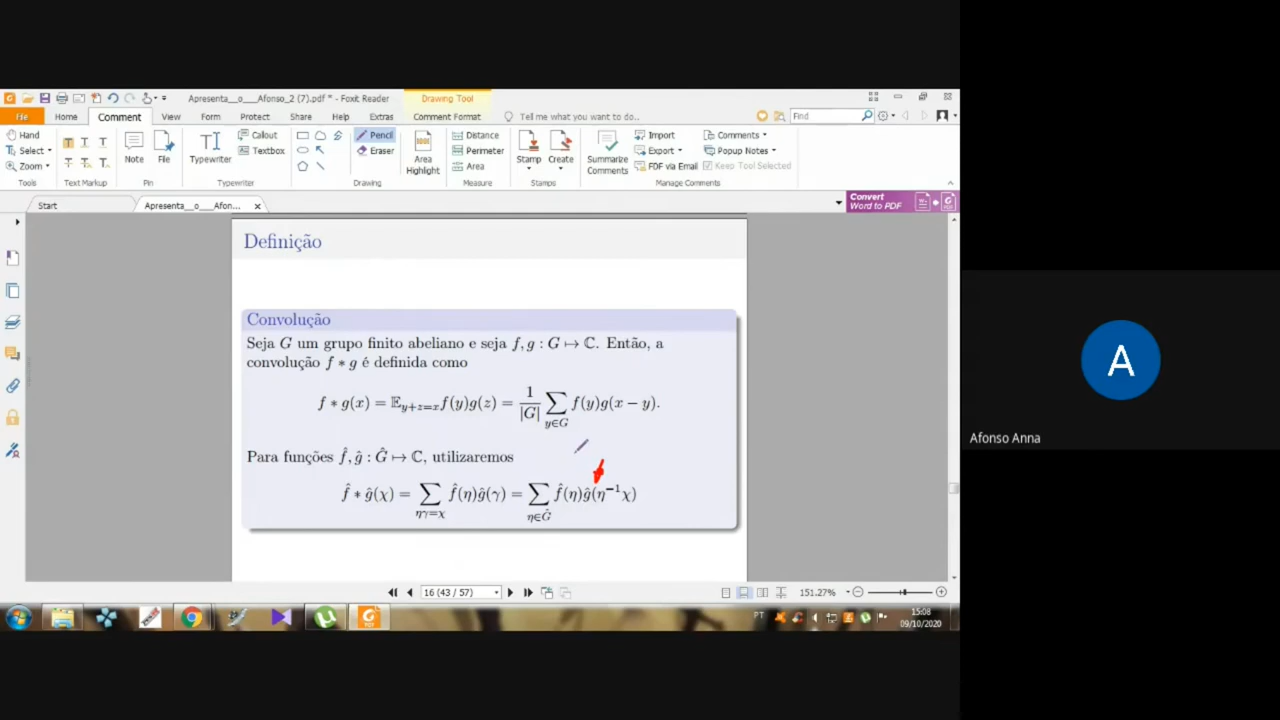 Apresenta__o___Afonso_2 (7).pdf * - Foxit Reader
Drawing Tool
File Home Comment View Form Protect Share Help Extras Comment Format Tell me what you want to do.. Find
Hand
Select
Zoom
Tools
Text Markup
Note
File
Pin
Typewriter
Callout
Textbox
Typewriter
Pencil
Eraser
Drawing
Area Highlight
Distance
Perimeter
Area
Measure
Stamp
Create
Stamps
Summarize Comments
Import
Export
FDF via Email
Comments
Popup Notes
Keep Tool Selected
Manage Comments
Start
Apresenta__o___Afon...
Convert
Word to PDF
Definição
Convolução
Seja G um grupo finito abeliano e seja f, g : G ↦ ℂ. Então, a
convolução f ∗ g é definida como
f ∗ g(x) = 𝔼_{y+z=x} f(y)g(z) = 1/|G| ∑_{y∈G} f(y)g(x − y).
Para funções f̂, ĝ : Ĝ ↦ ℂ, utilizaremos
f̂ ∗ ĝ(χ) = ∑_{ηγ=χ} f̂(η)ĝ(γ) = ∑_{η∈Ĝ} f̂(η)ĝ(η⁻¹χ)
16 (43 / 57)
151.27%
PT
15:08
09/10/2020
A
Afonso Anna